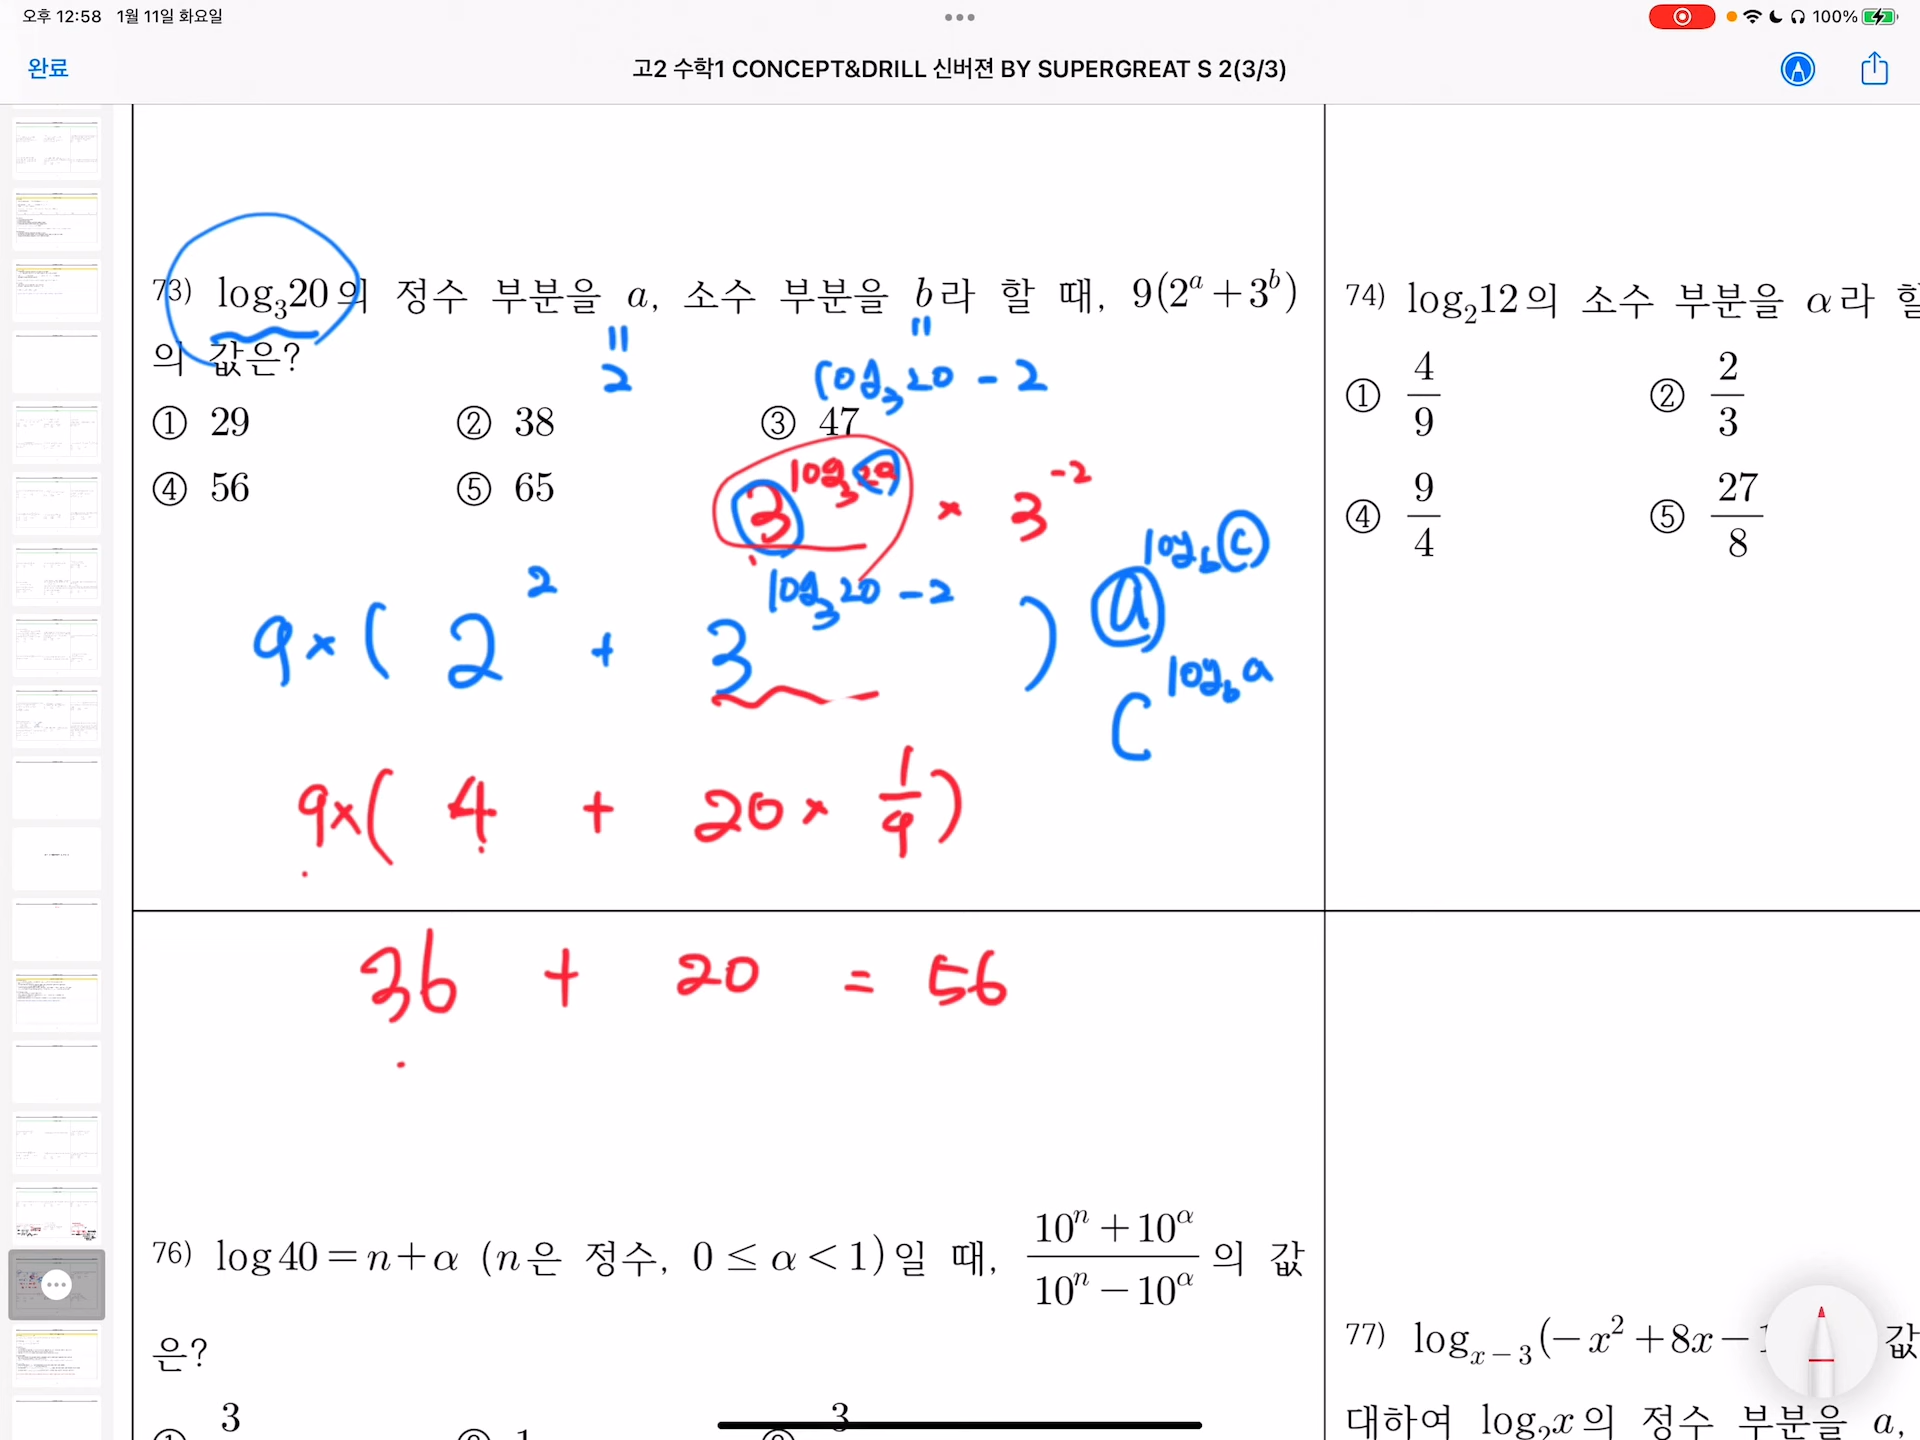 오후 12:58 1월 11일 화요일
100%
완료
고2 수학1 CONCEPT&DRILL 신버젼 BY SUPERGREAT S 2(3/3)
73) log₃20의 정수 부분을 a, 소수 부분을 b라 할 때, 9(2ᵃ+3ᵇ)
의 값은?
= 2
= log₃20 - 2
① 29 ② 38 ③ 47
④ 56 ⑤ 65
3^(log₃20) × 3^(-2)
9×( 2^2 + 3^(log₃20 - 2) )
a^(log_b c)
c^(log_b a)
9×( 4 + 20 × 1/9 )
36 + 20 = 56
74) log₂12의 소수 부분을 α라 할
① 4/9 ② 2/3
④ 9/4 ⑤ 27/8
76) log40=n+α (n은 정수, 0≤α<1)일 때, (10ⁿ+10^α)/(10ⁿ-10^α)의 값
은?
77) log_(x-3)(-x²+8x- 값
대하여 log₂x의 정수 부분을 a,